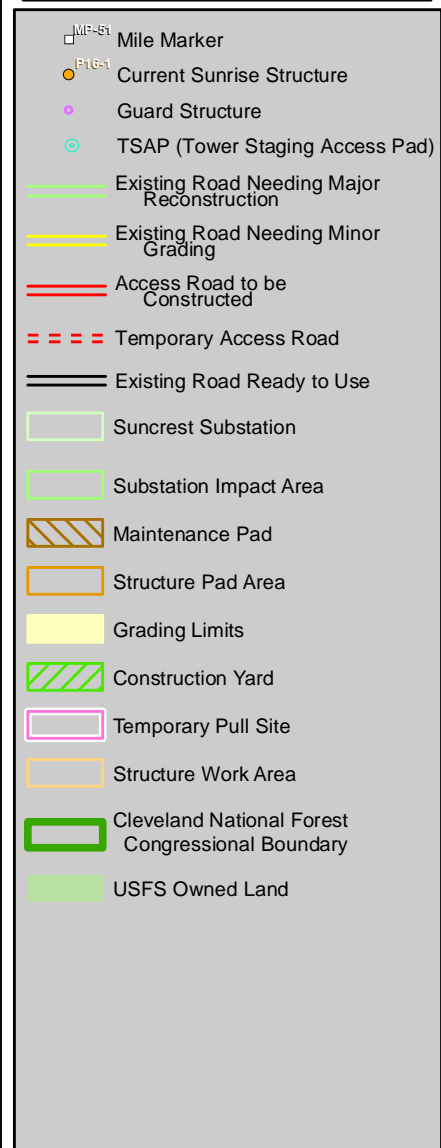 MP-51
Mile Marker
P16-1
Current Sunrise Structure
Guard Structure
TSAP (Tower Staging Access Pad)
Existing Road Needing Major
Reconstruction
Existing Road Needing Minor
Grading
Access Road to be
Constructed
Temporary Access Road
Existing Road Ready to Use
Suncrest Substation
Substation Impact Area
Maintenance Pad
Structure Pad Area
Grading Limits
Construction Yard
Temporary Pull Site
Structure Work Area
Cleveland National Forest
Congressional Boundary
USFS Owned Land